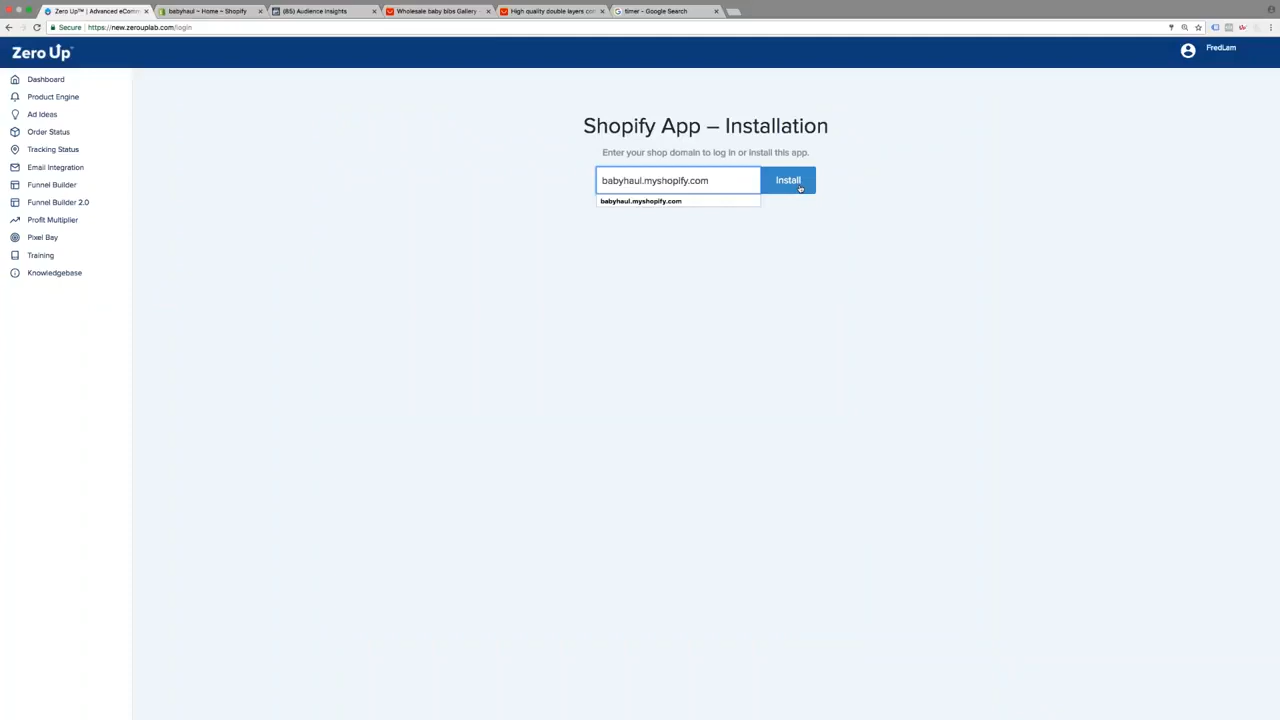 Zero Up™ | Advanced eComm
babyhaul ~ Home ~ Shopify
(85) Audience Insights
Wholesale baby bibs Gallery -
High quality double layers co
timer - Google Search
Secure
https://new.zerouplab.com/login
Zero Up
FredLam
Dashboard
Product Engine
Ad Ideas
Order Status
Tracking Status
Email Integration
Funnel Builder
Funnel Builder 2.0
Profit Multiplier
Pixel Bay
Training
Knowledgebase
Shopify App – Installation
Enter your shop domain to log in or install this app.
babyhaul.myshopify.com
Install
babyhaul.myshopify.com